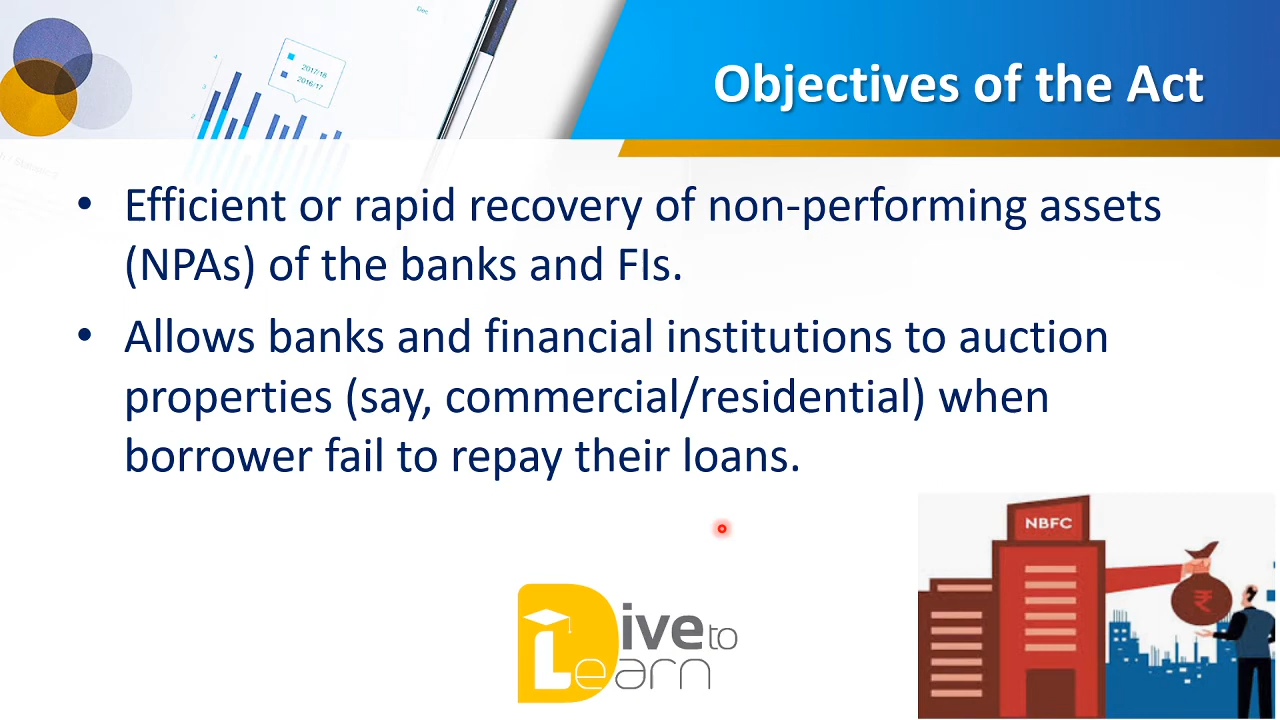 2017/18
2016/17
Objectives of the Act
• Efficient or rapid recovery of non-performing assets
(NPAs) of the banks and FIs.
• Allows banks and financial institutions to auction
properties (say, commercial/residential) when
borrower fail to repay their loans.
NBFC
₹
Dive to
Learn